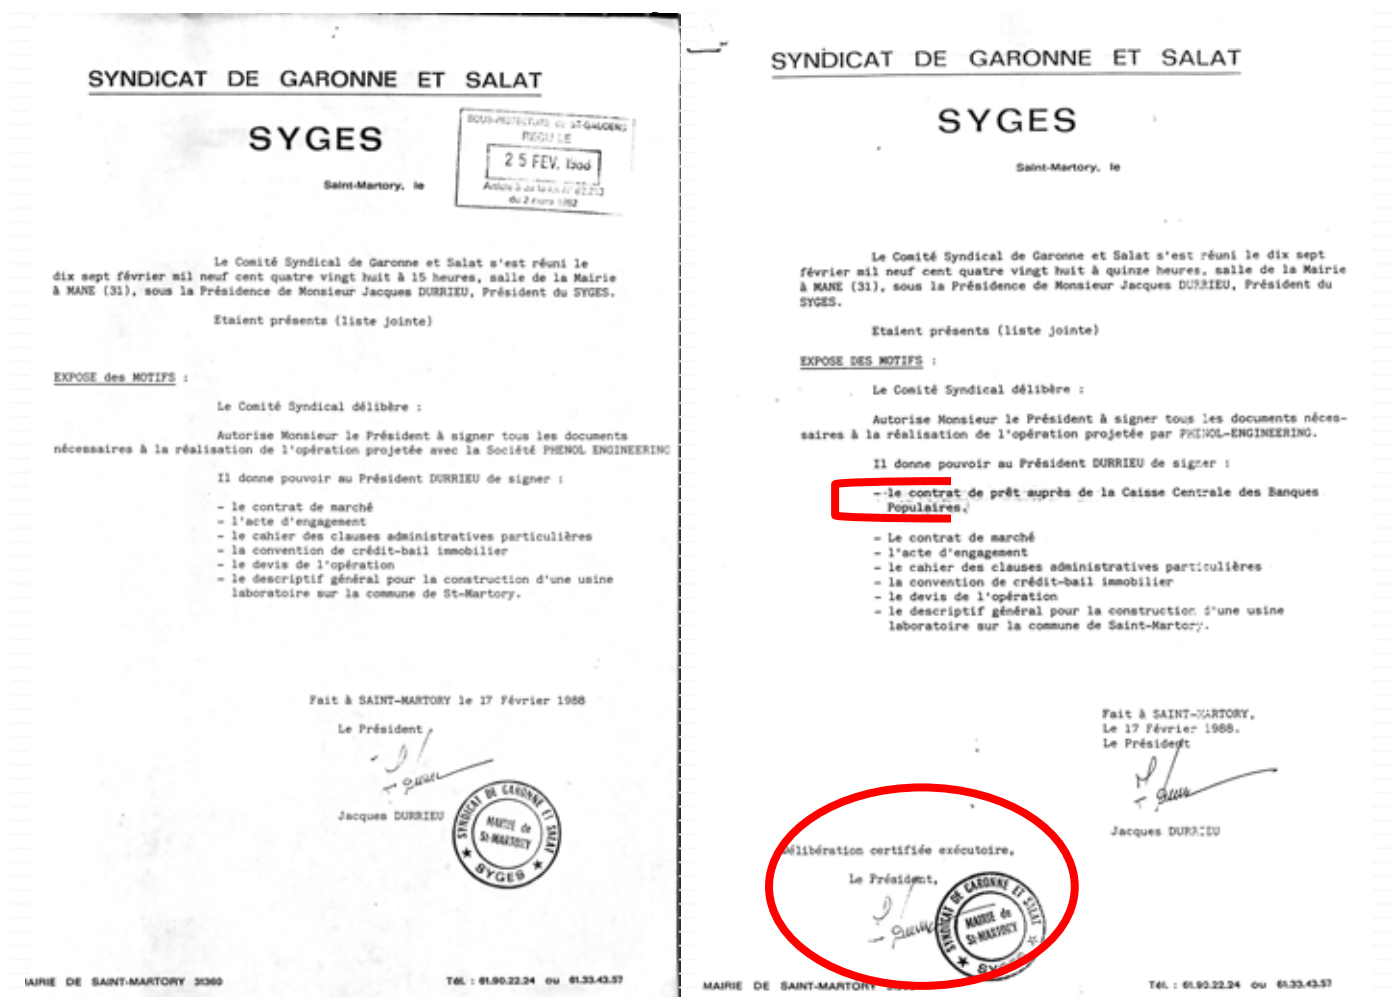 SYNDICAT DE GARONNE ET SALAT
SYGES
SOUS-PREFECTURE de ST-GAUDENS
REÇU LE
25 FEV. 1988
du 2 mars 1982
Saint-Martory, le
Le Comité Syndical de Garonne et Salat s'est réuni le
dix sept février mil neuf cent quatre vingt huit à 15 heures, salle de la Mairie
à MANE (31), sous la Présidence de Monsieur Jacques DURRIEU, Président du SYGES.
Etaient présents (liste jointe)
EXPOSE des MOTIFS :
Le Comité Syndical délibère :
Autorise Monsieur le Président à signer tous les documents
nécessaires à la réalisation de l'opération projetée avec la Société PHENOL ENGINEERING
Il donne pouvoir au Président DURRIEU de signer :
- le contrat de marché
- l'acte d'engagement
- le cahier des clauses administratives particulières
- la convention de crédit-bail immobilier
- le devis de l'opération
- le descriptif général pour la construction d'une usine
laboratoire sur la commune de St-Martory.
Fait à SAINT-MARTORY le 17 Février 1988
Le Président
Jacques DURRIEU
SYNDICAT DE GARONNE ET SALAT
MAIRIE de
St-MARTORY
SYGES
MAIRIE DE SAINT-MARTORY 31360
Tél. : 61.90.22.24 ou 61.33.43.57
SYNDICAT DE GARONNE ET SALAT
SYGES
Saint-Martory, le
Le Comité Syndical de Garonne et Salat s'est réuni le dix sept
février mil neuf cent quatre vingt huit à quinze heures, salle de la Mairie
à MANE (31), sous la Présidence de Monsieur Jacques DURRIEU, Président du
SYGES.
Etaient présents (liste jointe)
EXPOSE DES MOTIFS :
Le Comité Syndical délibère :
Autorise Monsieur le Président à signer tous les documents néces-
saires à la réalisation de l'opération projetée par PHENOL-ENGINEERING.
Il donne pouvoir au Président DURRIEU de signer :
- le contrat de prêt auprès de la Caisse Centrale des Banques
Populaires.
- Le contrat de marché
- l'acte d'engagement
- le cahier des clauses administratives particulières
- la convention de crédit-bail immobilier
- le devis de l'opération
- le descriptif général pour la construction d'une usine
laboratoire sur la commune de Saint-Martory.
Fait à SAINT-MARTORY,
Le 17 Février 1988.
Le Président
Jacques DURRIEU
Délibération certifiée exécutoire,
Le Président,
SYNDICAT DE GARONNE ET SALAT
MAIRIE de
St-MARTORY
SYGES
MAIRIE DE SAINT-MARTORY
Tél. : 61.90.22.24 ou 61.33.43.57